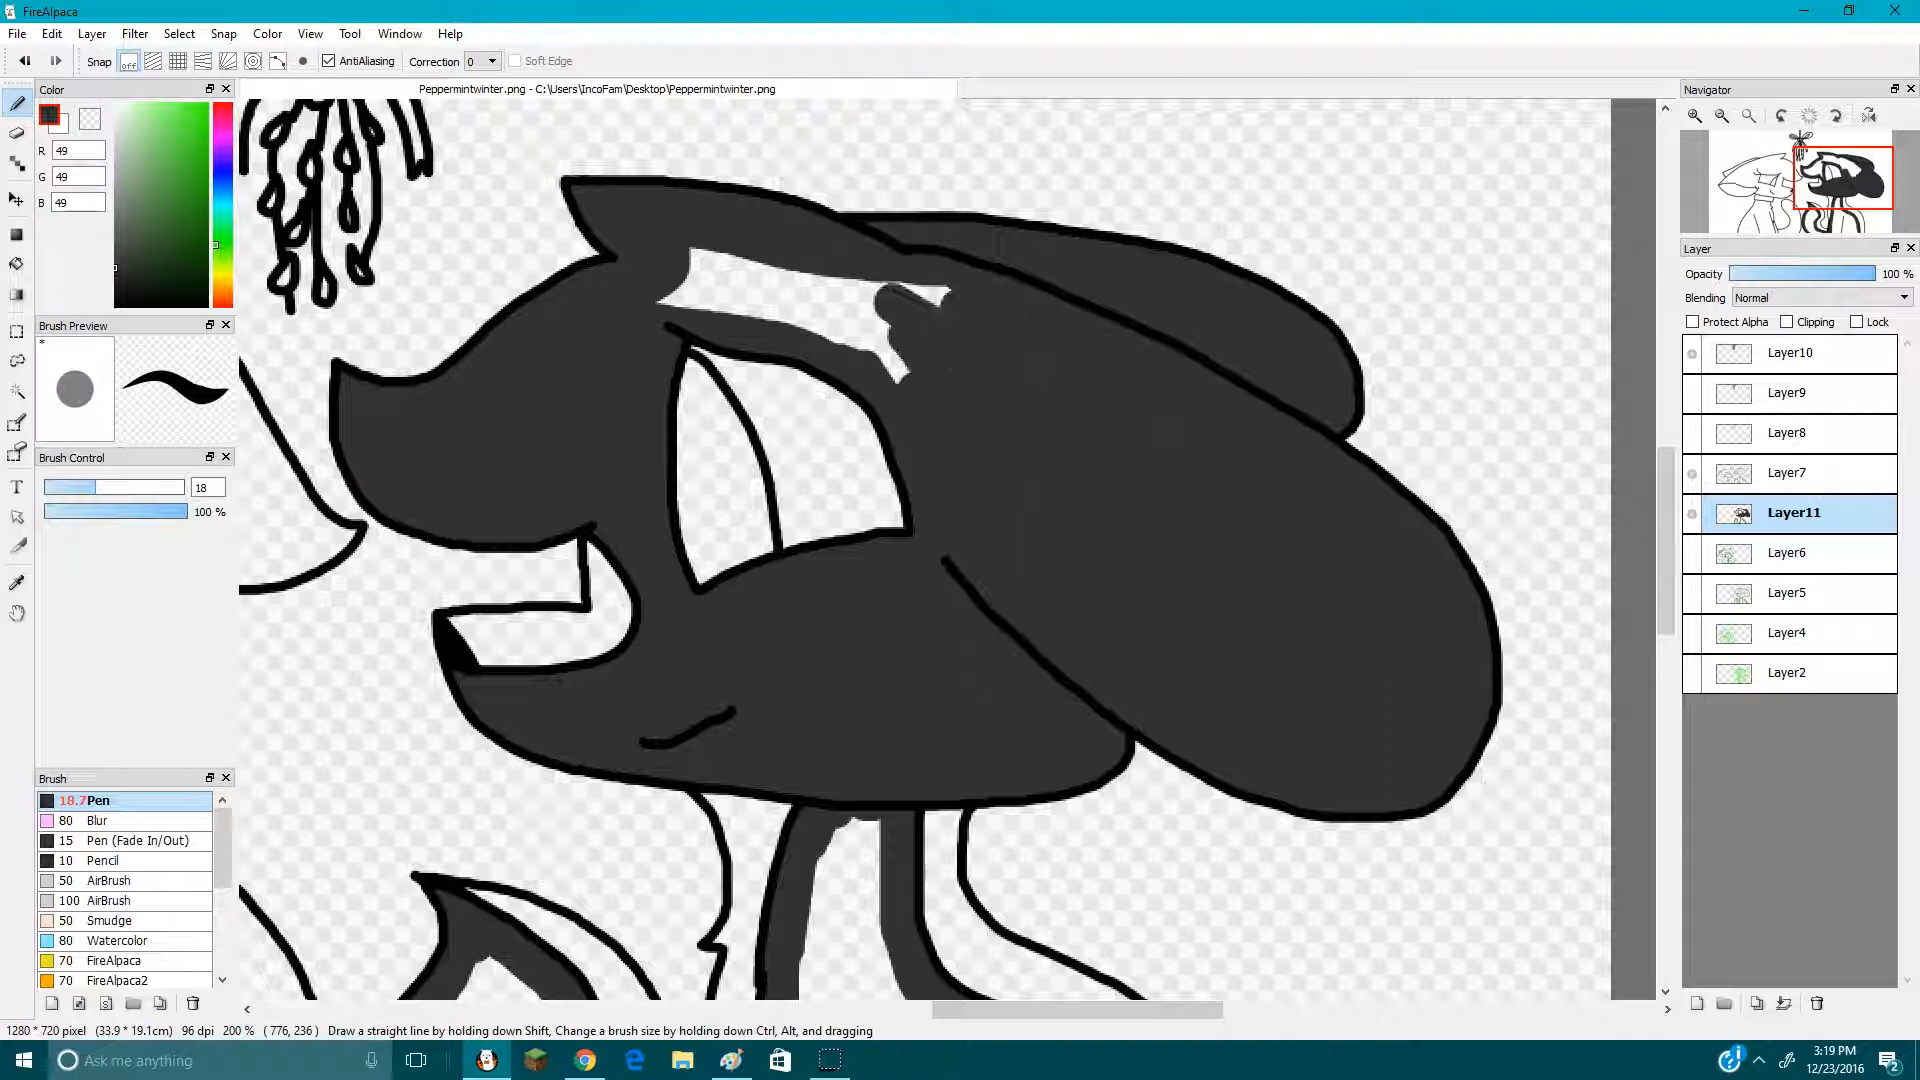 FireAlpaca
File Edit Layer Filter Select Snap Color View Tool Window Help
Snap off AntiAliasing Correction 0 Soft Edge
Color
Peppermintwinter.png - C:\Users\IncoFam\Desktop\Peppermintwinter.png
Navigator
R 49
G 49
B 49
Layer
Opacity 100 %
Blending Normal
Protect Alpha Clipping Lock
Brush Preview
*
Layer10
Layer9
Layer8
Layer7
Layer11
Layer6
Layer5
Layer4
Layer2
Brush Control
18
100 %
Brush
18.7 Pen
80 Blur
15 Pen (Fade In/Out)
10 Pencil
50 AirBrush
100 AirBrush
50 Smudge
80 Watercolor
70 FireAlpaca
70 FireAlpaca2
1280 * 720 pixel (33.9 * 19.1cm) 96 dpi 200 % ( 776, 236 ) Draw a straight line by holding down Shift, Change a brush size by holding down Ctrl, Alt, and dragging
Ask me anything
3:19 PM
12/23/2016
2